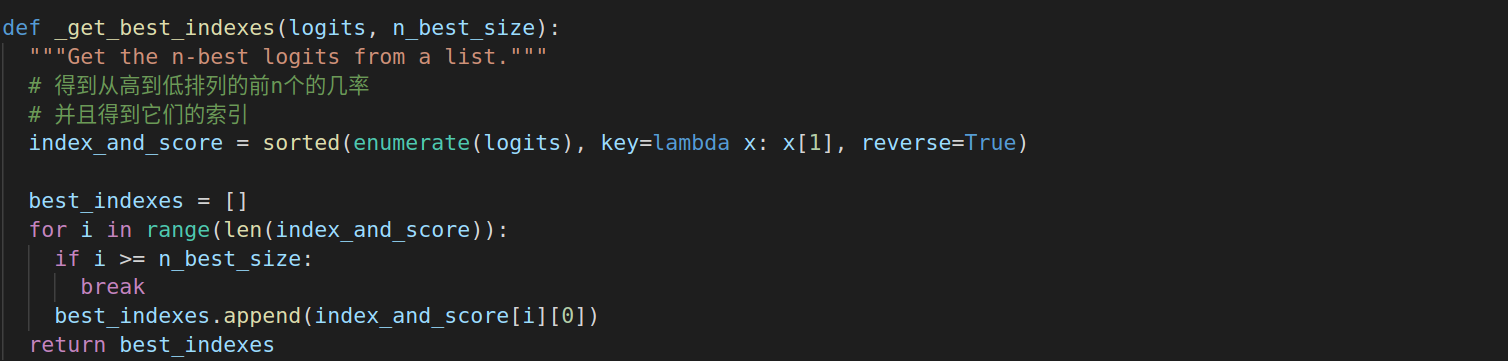 def _get_best_indexes(logits, n_best_size):
  """Get the n-best logits from a list."""
  # 得到从高到低排列的前n个的几率
  # 并且得到它们的索引
  index_and_score = sorted(enumerate(logits), key=lambda x: x[1], reverse=True)
  best_indexes = []
  for i in range(len(index_and_score)):
    if i >= n_best_size:
      break
    best_indexes.append(index_and_score[i][0])
  return best_indexes